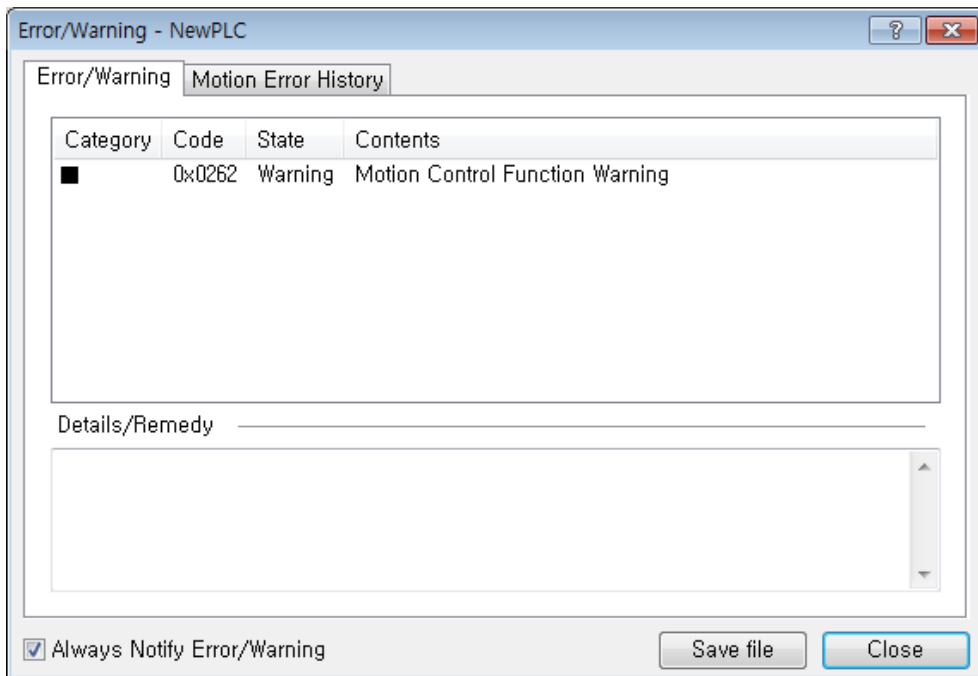 Error/Warning - NewPLC
Error/Warning Motion Error History
Category Code State Contents
0x0262 Warning Motion Control Function Warning
Details/Remedy
Always Notify Error/Warning Save file Close